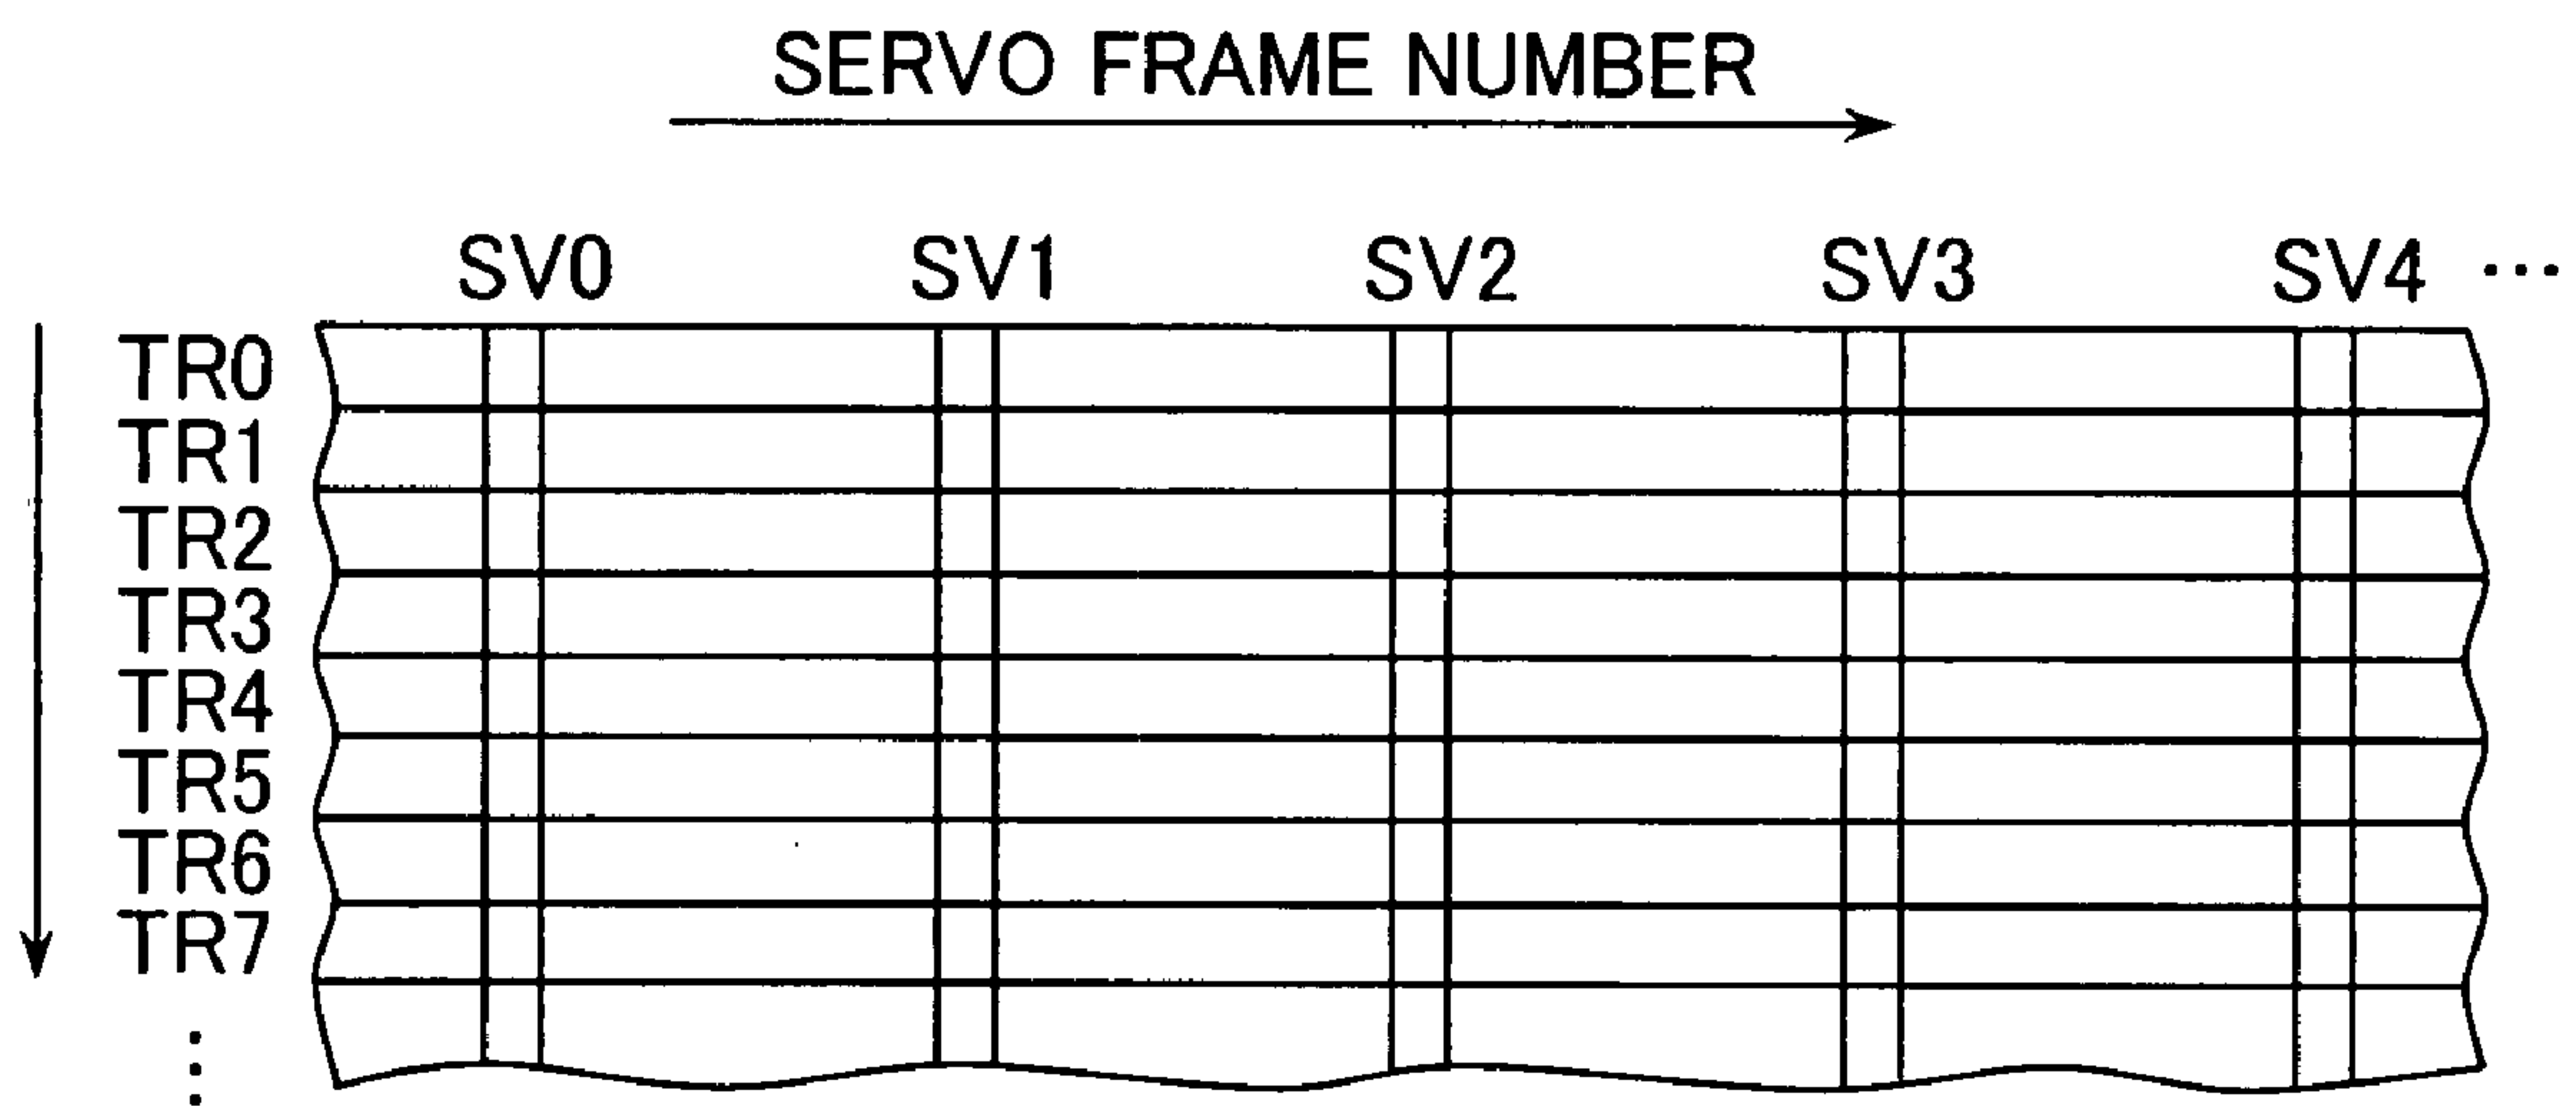 SERVO FRAME NUMBER
SV0 SV1 SV2 SV3 SV4 ...
TR0
TR1
TR2
TR3
TR4
TR5
TR6
TR7